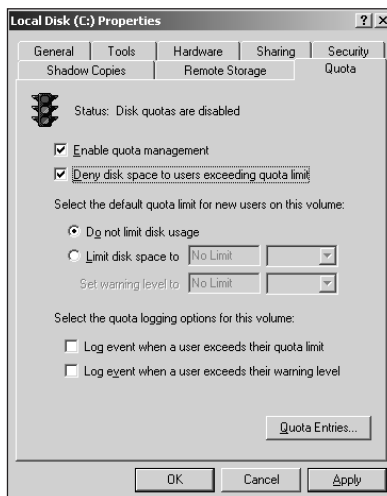 Local Disk (C:) Properties
General Tools Hardware Sharing Security
Shadow Copies Remote Storage Quota
Status: Disk quotas are disabled
Enable quota management
Deny disk space to users exceeding quota limit
Select the default quota limit for new users on this volume:
Do not limit disk usage
Limit disk space to No Limit
Set warning level to No Limit
Select the quota logging options for this volume:
Log event when a user exceeds their quota limit
Log event when a user exceeds their warning level
Quota Entries...
OK Cancel Apply